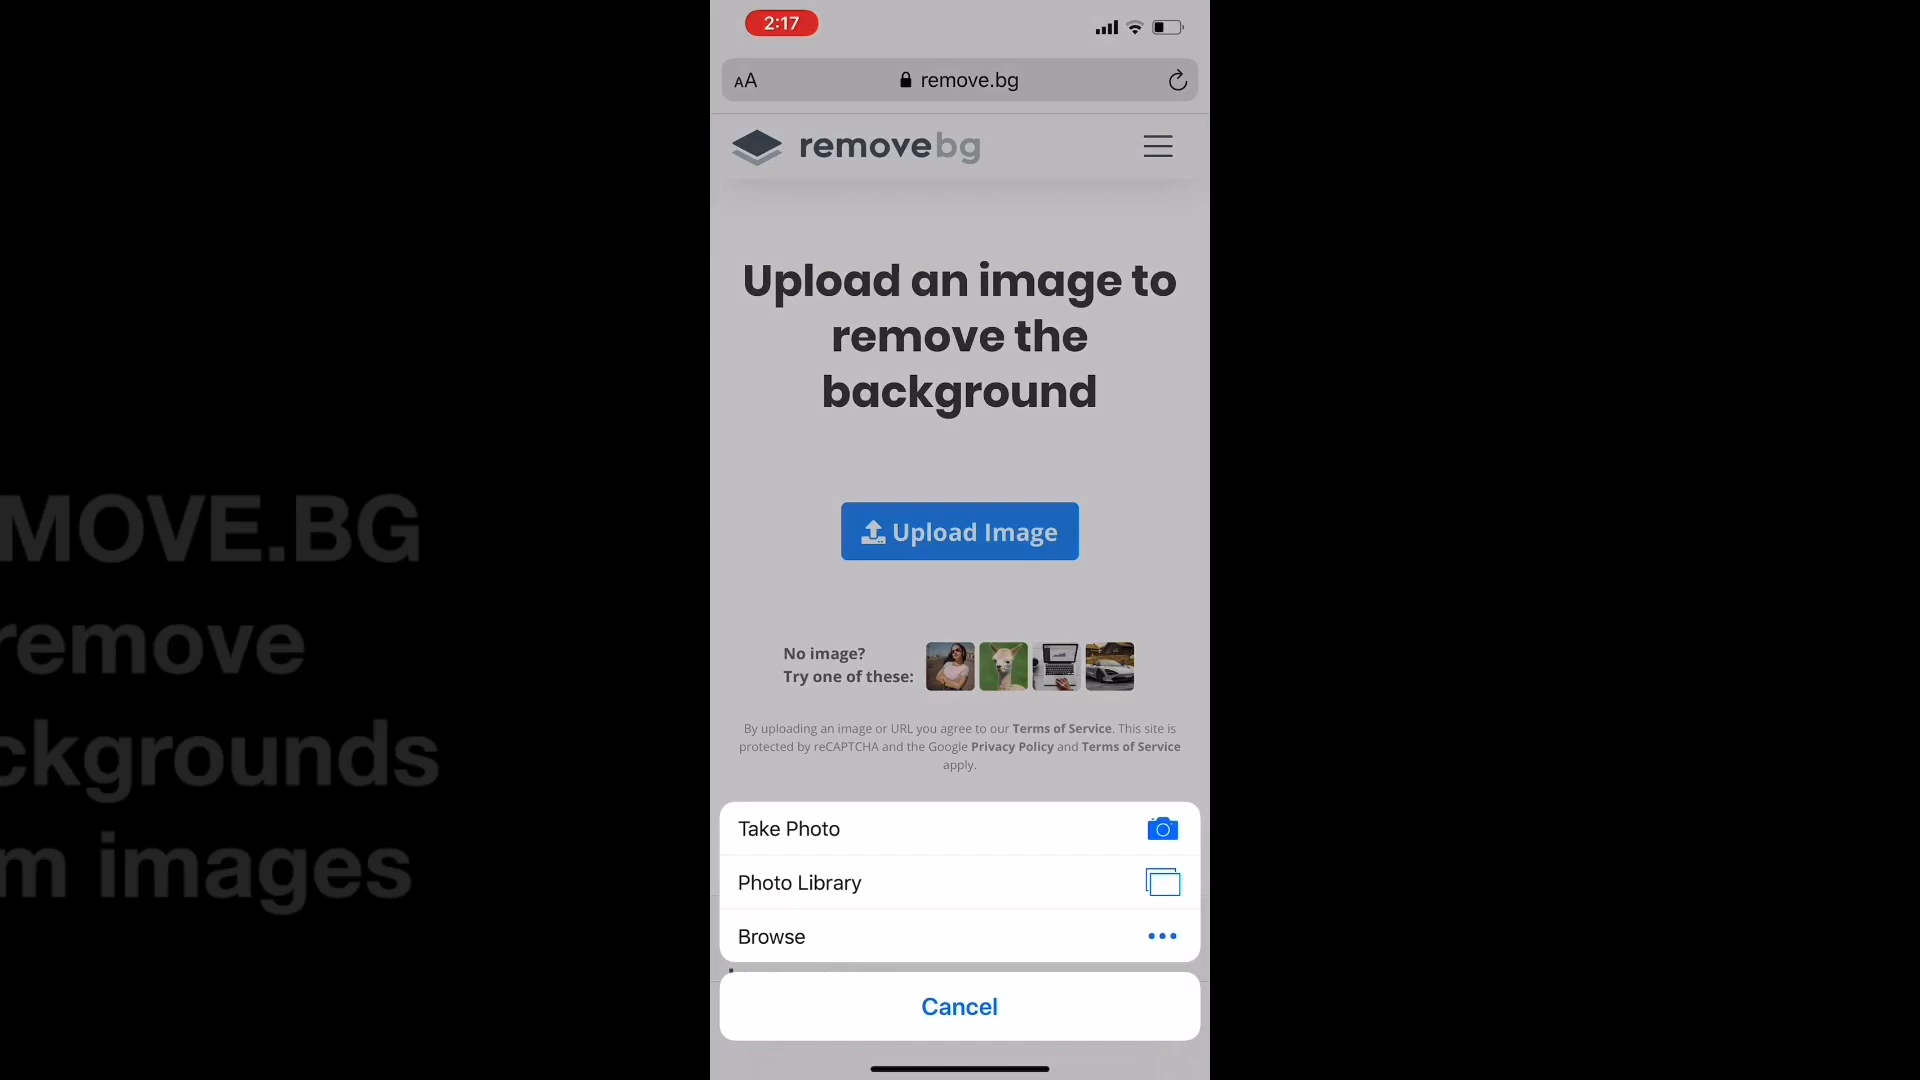 2:17
AA
remove.bg
removebg
Upload an image to
remove the
background
Upload Image
No image?
Try one of these:
By uploading an image or URL you agree to our Terms of Service. This site is
protected by reCAPTCHA and the Google Privacy Policy and Terms of Service
apply.
Take Photo
Photo Library
Browse
Cancel
MOVE.BG
remove
ckgrounds
m images